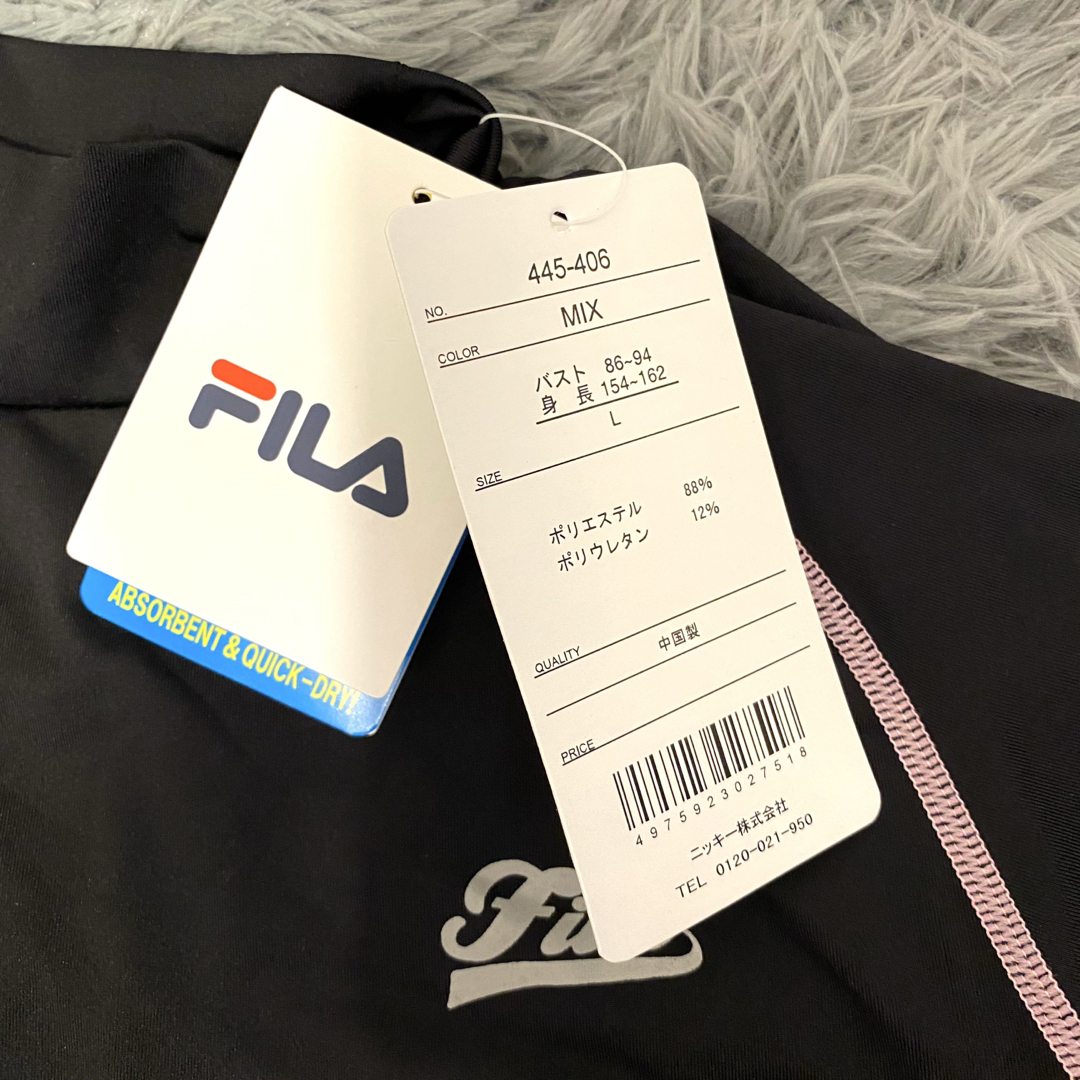 FILA
ABSORBENT & QUICK-DRY!
445-406
NO.
MIX
COLOR
バスト 86~94
身 長 154~162
L
SIZE
ポリエステル 88%
ポリウレタン 12%
QUALITY
中国製
PRICE
4975923027518
ニッキー株式会社
TEL 0120-021-950